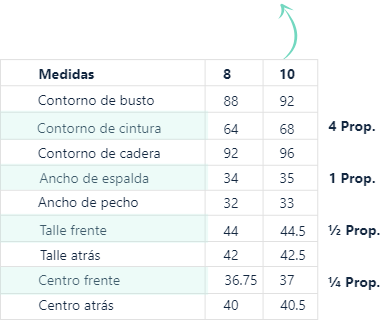 Medidas 8 10
Contorno de busto 88 92
Contorno de cintura 64 68 4 Prop.
Contorno de cadera 92 96
Ancho de espalda 34 35 1 Prop.
Ancho de pecho 32 33
Talle frente 44 44.5 ½ Prop.
Talle atrás 42 42.5
Centro frente 36.75 37 ¼ Prop.
Centro atrás 40 40.5